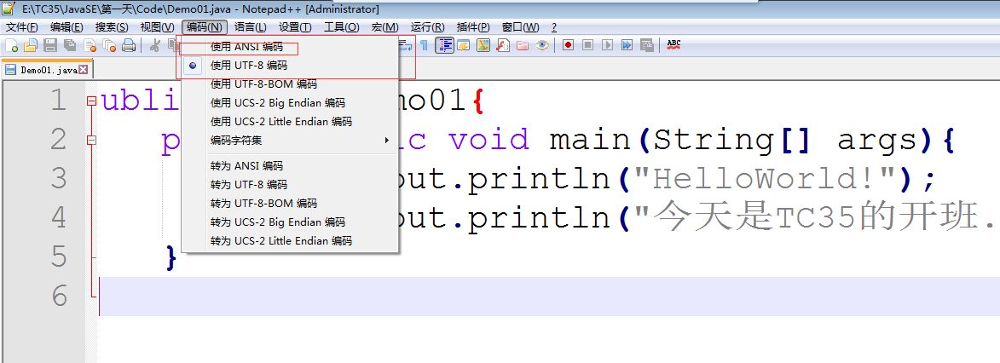 E:\TC35\JavaSE\第一天\Code\Demo01.java - Notepad++ [Administrator]
文件(F) 编辑(E) 搜索(S) 视图(V) 编码(N) 语言(L) 设置(T) 工具(O) 宏(M) 运行(R) 插件(P) 窗口(W) ?
ABC
Demo01.java
使用 ANSI 编码
使用 UTF-8 编码
使用 UTF-8-BOM 编码
使用 UCS-2 Big Endian 编码
使用 UCS-2 Little Endian 编码
编码字符集
转为 ANSI 编码
转为 UTF-8 编码
转为 UTF-8-BOM 编码
转为 UCS-2 Big Endian 编码
转为 UCS-2 Little Endian 编码
1 ubli mo01{
2 p ic void main(String[] args){
3 out.println("HelloWorld!");
4 out.println("今天是TC35的开班.
5 }
6